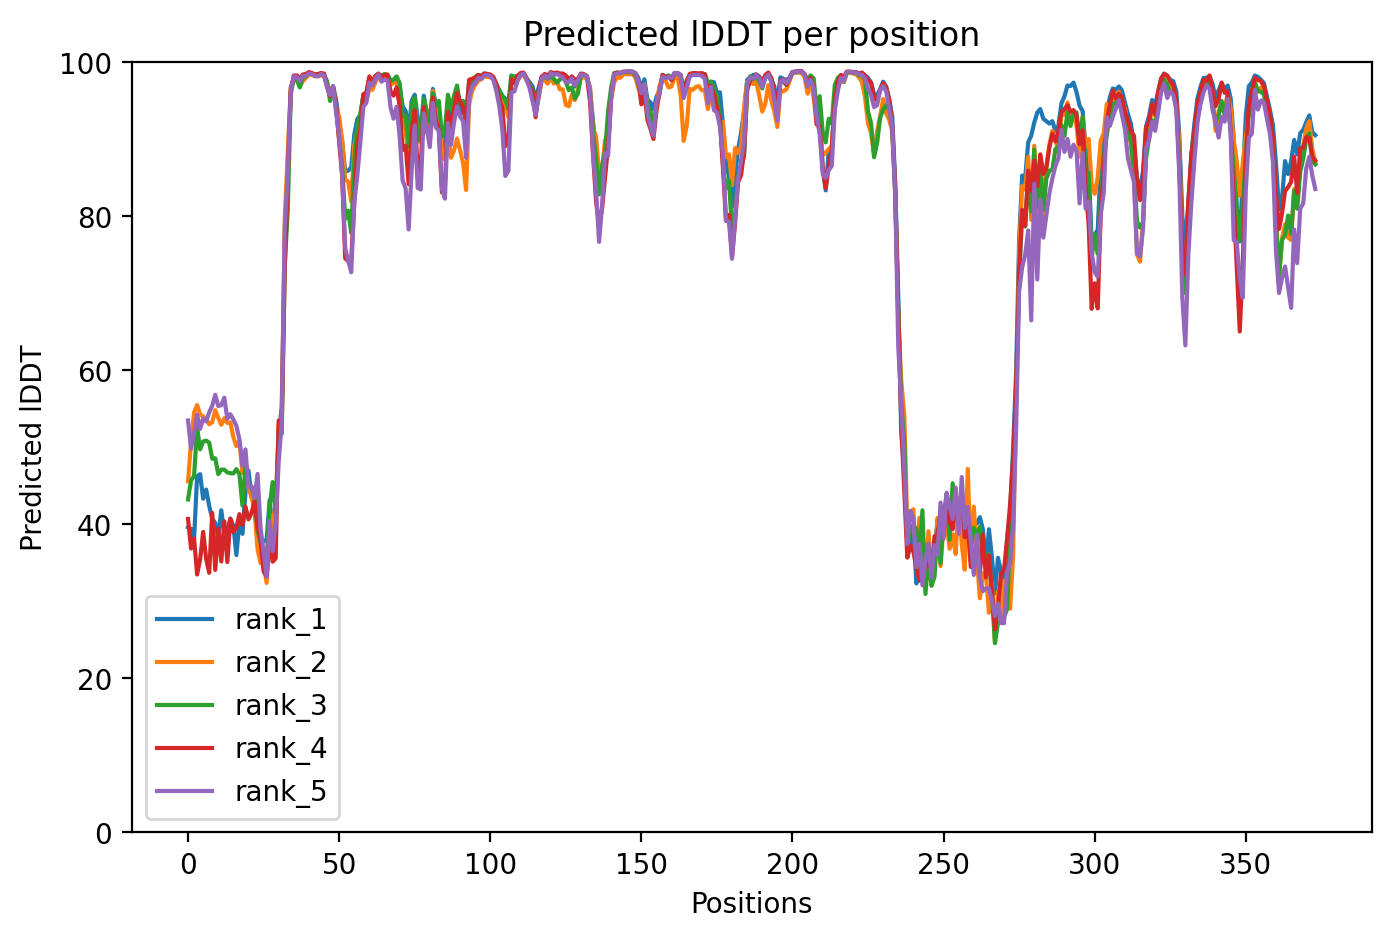 Predicted lDDT per position
100
80
60
40
20
0
Predicted lDDT
rank_1
rank_2
rank_3
rank_4
rank_5
0 50 100 150 200 250 300 350
Positions